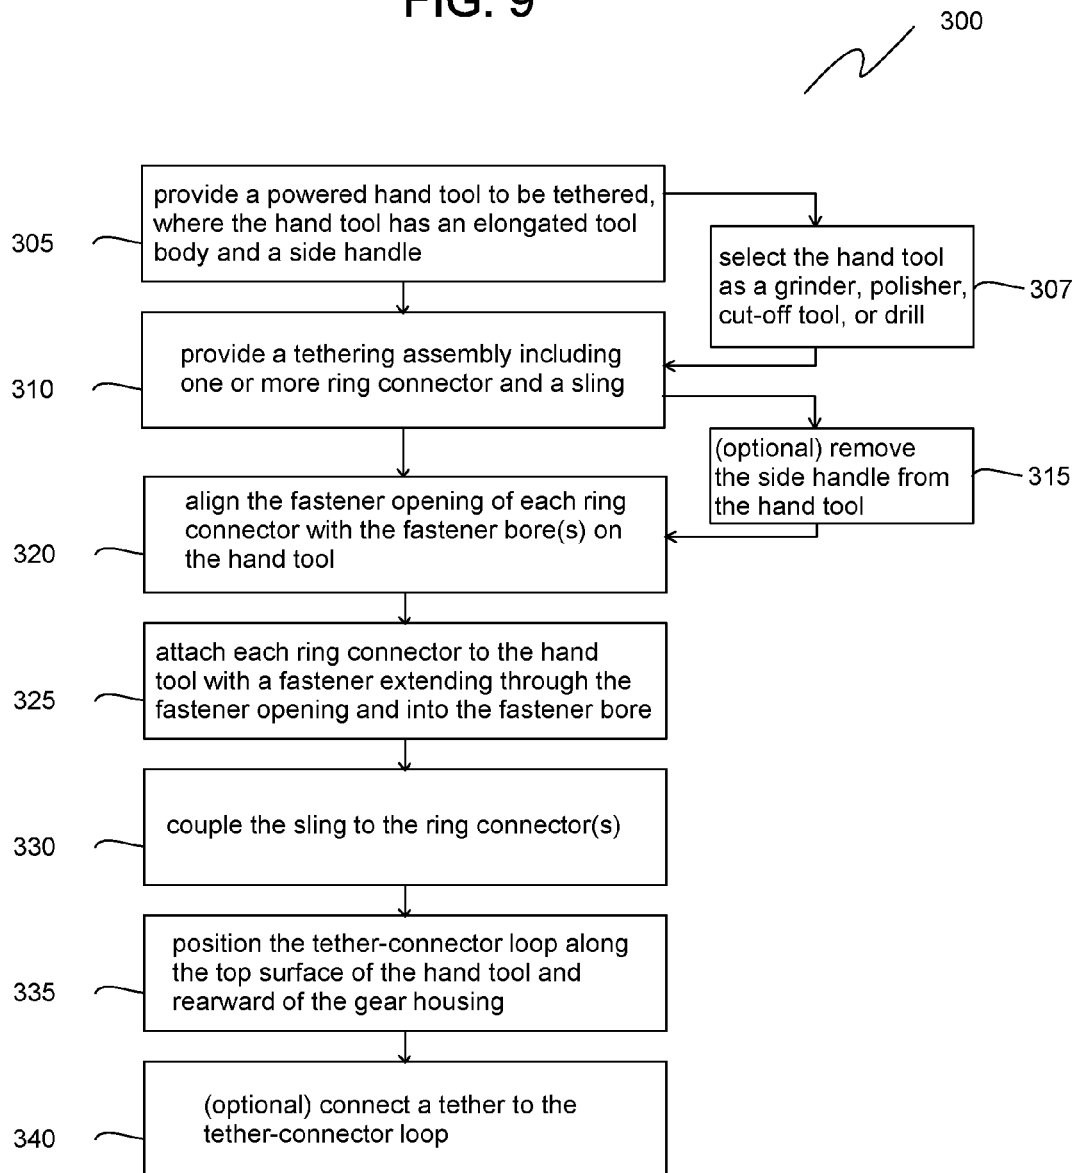 FIG. 9
300
provide a powered hand tool to be tethered,
where the hand tool has an elongated tool
body and a side handle
305
select the hand tool
as a grinder, polisher,
cut-off tool, or drill
307
provide a tethering assembly including
one or more ring connector and a sling
310
(optional) remove
the side handle from
the hand tool
315
align the fastener opening of each ring
connector with the fastener bore(s) on
the hand tool
320
attach each ring connector to the hand
tool with a fastener extending through the
fastener opening and into the fastener bore
325
couple the sling to the ring connector(s)
330
position the tether-connector loop along
the top surface of the hand tool and
rearward of the gear housing
335
(optional) connect a tether to the
tether-connector loop
340